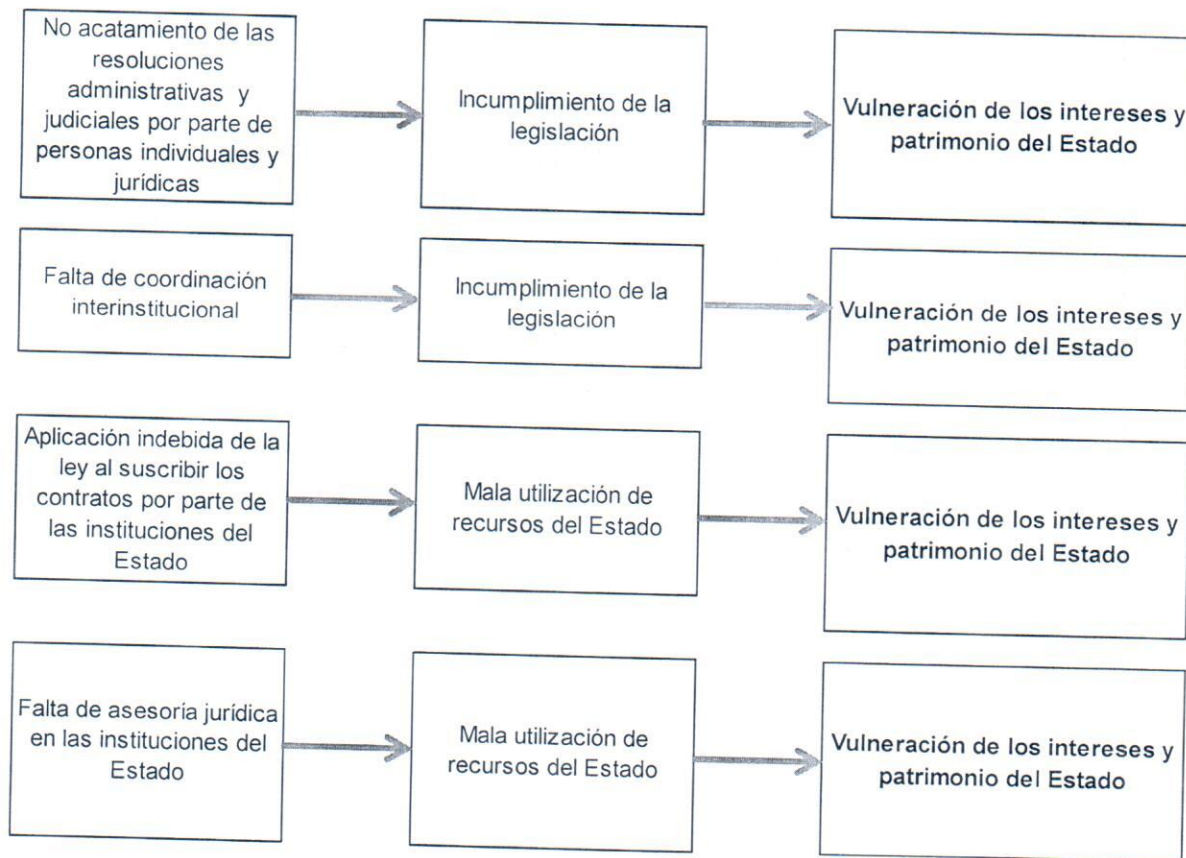 No acatamiento de las
resoluciones
administrativas y
judiciales por parte de
personas individuales y
jurídicas
Incumplimiento de la
legislación
Vulneración de los intereses y
patrimonio del Estado
Falta de coordinación
interinstitucional
Incumplimiento de la
legislación
Vulneración de los intereses y
patrimonio del Estado
Aplicación indebida de la
ley al suscribir los
contratos por parte de
las instituciones del
Estado
Mala utilización de
recursos del Estado
Vulneración de los intereses y
patrimonio del Estado
Falta de asesoría jurídica
en las instituciones del
Estado
Mala utilización de
recursos del Estado
Vulneración de los intereses y
patrimonio del Estado